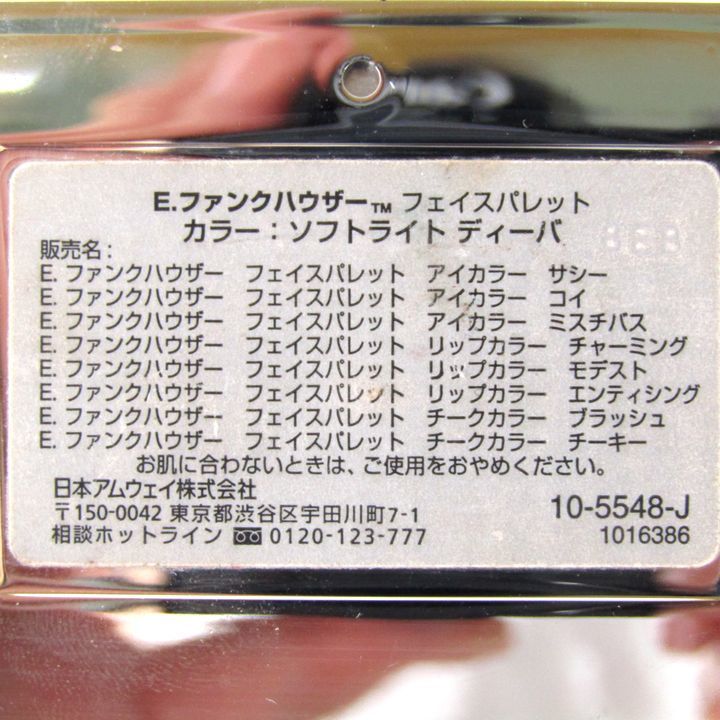 E.ファンクハウザー™ フェイスパレット
カラー：ソフトライト ディーバ
販売名：
E. ファンクハウザー フェイスパレット アイカラー サシー
E. ファンクハウザー フェイスパレット アイカラー コイ
E. ファンクハウザー フェイスパレット アイカラー ミスチバス
E. ファンクハウザー フェイスパレット リップカラー チャーミング
E. ファンクハウザー フェイスパレット リップカラー モデスト
E. ファンクハウザー フェイスパレット リップカラー エンティシング
E. ファンクハウザー フェイスパレット チークカラー ブラッシュ
E. ファンクハウザー フェイスパレット チークカラー チーキー
お肌に合わないときは、ご使用をおやめください。
日本アムウェイ株式会社
〒150-0042 東京都渋谷区宇田川町7-1
10-5548-J
相談ホットライン 0120-123-777
1016386